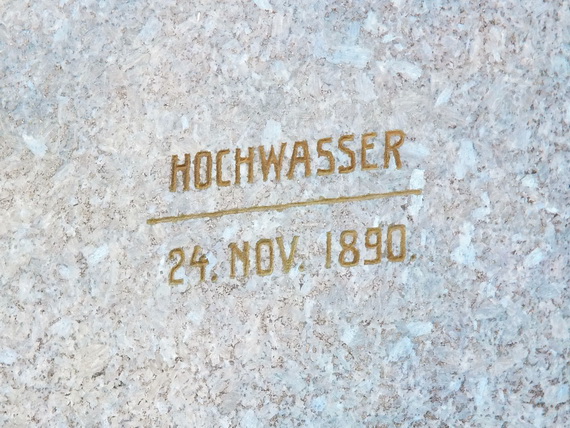 HOCHWASSER
24. NOV. 1890.